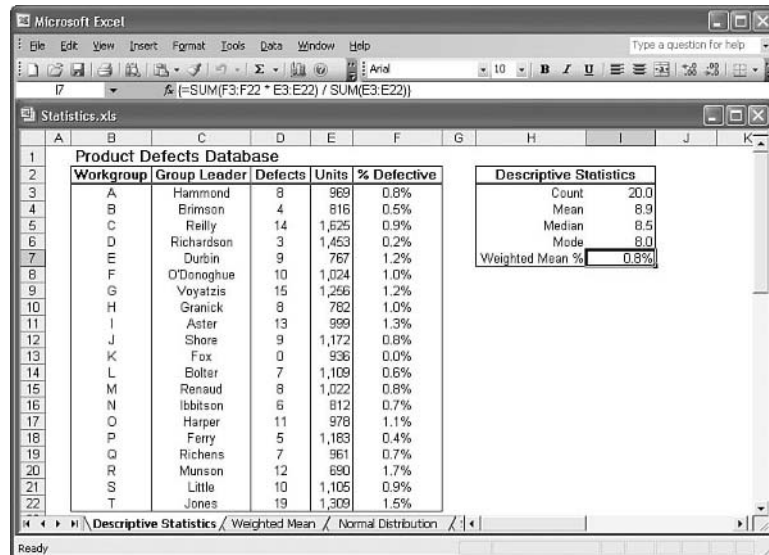 Microsoft Excel
File Edit View Insert Format Tools Data Window Help Type a question for help
Arial 10 B I U
I7 fx {=SUM(F3:F22 * E3:E22) / SUM(E3:E22)}
Statistics.xls
A B C D E F G H I J K
1 Product Defects Database
2 Workgroup Group Leader Defects Units % Defective Descriptive Statistics
3 A Hammond 8 969 0.8% Count 20.0
4 B Brimson 4 816 0.5% Mean 8.9
5 C Reilly 14 1,625 0.9% Median 8.5
6 D Richardson 3 1,453 0.2% Mode 8.0
7 E Durbin 9 767 1.2% Weighted Mean % 0.8%
8 F O'Donoghue 10 1,024 1.0%
9 G Voyatzis 15 1,256 1.2%
10 H Granick 8 782 1.0%
11 I Aster 13 999 1.3%
12 J Shore 9 1,172 0.8%
13 K Fox 0 936 0.0%
14 L Bolter 7 1,109 0.6%
15 M Renaud 8 1,022 0.8%
16 N Ibbitson 6 812 0.7%
17 O Harper 11 978 1.1%
18 P Ferry 5 1,183 0.4%
19 Q Richens 7 961 0.7%
20 R Munson 12 690 1.7%
21 S Little 10 1,105 0.9%
22 T Jones 19 1,309 1.5%
Descriptive Statistics / Weighted Mean / Normal Distribution /
Ready